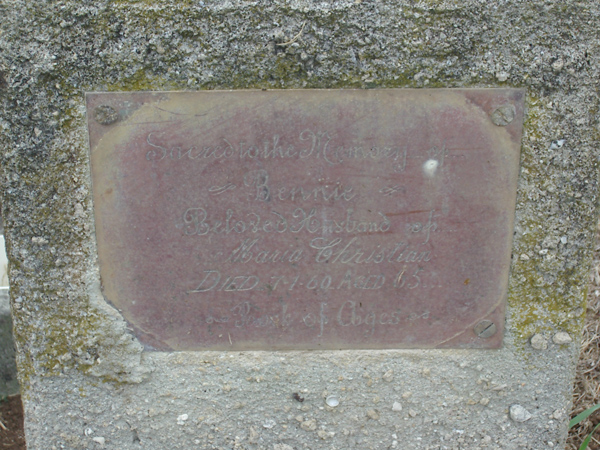 Sacred to the Memory of
Bennie
Beloved Husband of
Maria Christian
DIED 7.1.60 AGED 65
Rock of Ages